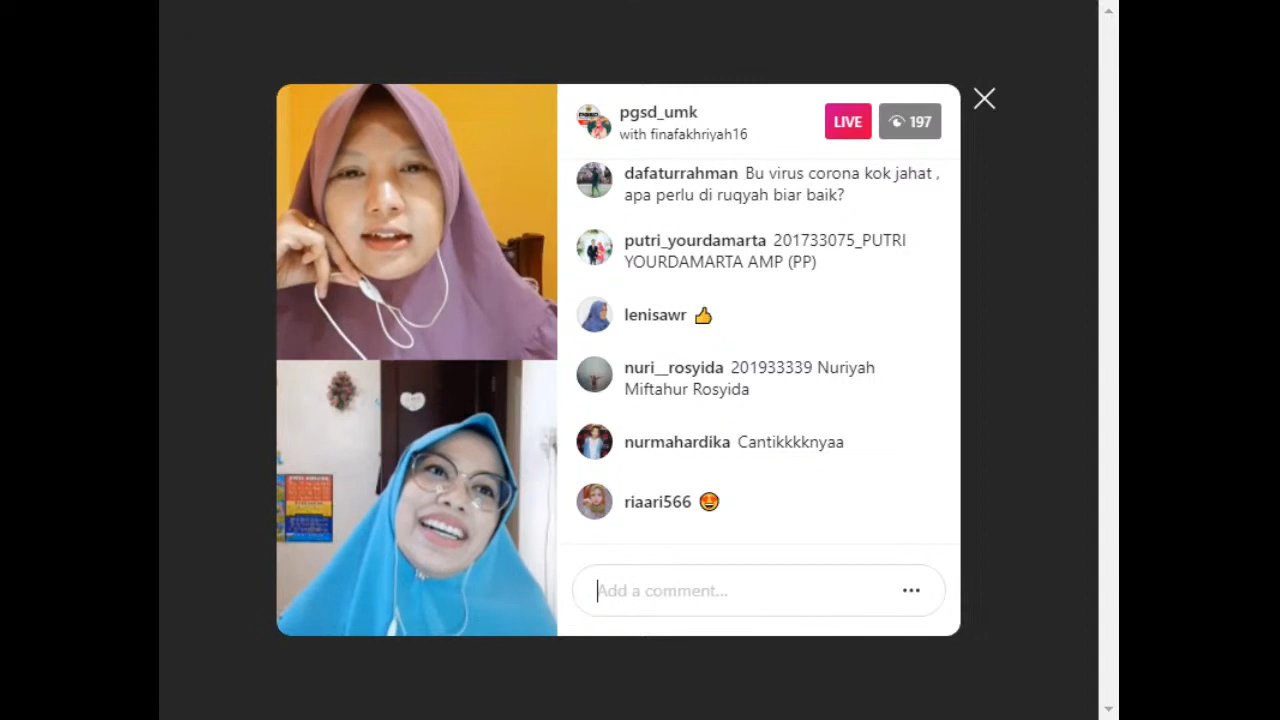 pgsd_umk
with finafakhriyah16
LIVE
197
dafaturrahman Bu virus corona kok jahat ,
apa perlu di ruqyah biar baik?
putri_yourdamarta 201733075_PUTRI
YOURDAMARTA AMP (PP)
lenisawr 👍
nuri__rosyida 201933339 Nuriyah
Miftahur Rosyida
nurmahardika Cantikkkknyaa
riaari566 😍
Add a comment...